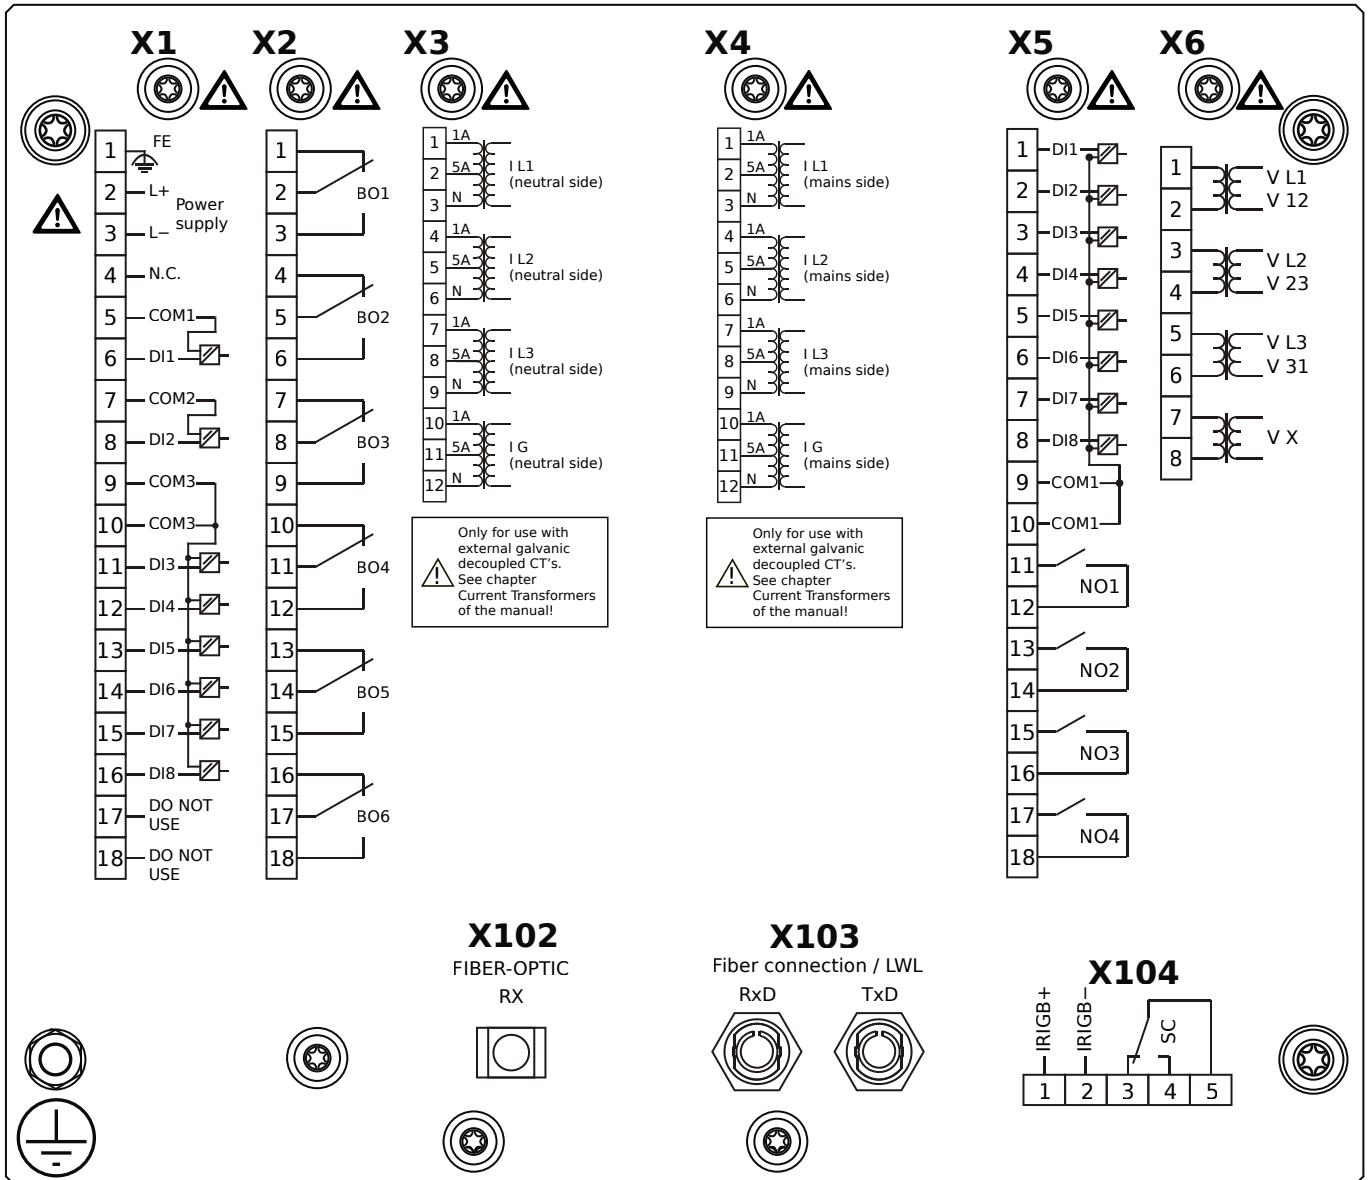 X1
X2
X3
X4
X5
X6
1 FE
2 L+ Power
3 L− supply
4 N.C.
5 COM1
6 DI1
7 COM2
8 DI2
9 COM3
10 COM3
11 DI3
12 DI4
13 DI5
14 DI6
15 DI7
16 DI8
17 DO NOT
USE
18 DO NOT
USE
1
2 BO1
3
4
5 BO2
6
7
8 BO3
9
10
11 BO4
12
13
14 BO5
15
16
17 BO6
18
1 1A
2 5A I L1
(neutral side)
3 N
4 1A
5 5A I L2
(neutral side)
6 N
7 1A
8 5A I L3
(neutral side)
9 N
10 1A
11 5A I G
(neutral side)
12 N
Only for use with
external galvanic
decoupled CT's.
See chapter
Current Transformers
of the manual!
1 1A
2 5A I L1
(mains side)
3 N
4 1A
5 5A I L2
(mains side)
6 N
7 1A
8 5A I L3
(mains side)
9 N
10 1A
11 5A I G
(mains side)
12 N
Only for use with
external galvanic
decoupled CT's.
See chapter
Current Transformers
of the manual!
1 DI1
2 DI2
3 DI3
4 DI4
5 DI5
6 DI6
7 DI7
8 DI8
9 COM1
10 COM1
11
NO1
12
13
NO2
14
15
NO3
16
17
NO4
18
1 V L1
2 V 12
3 V L2
4 V 23
5 V L3
6 V 31
7 V X
8
X102
FIBER-OPTIC
RX
X103
Fiber connection / LWL
RxD TxD
X104
IRIGB+
IRIGB−
SC
1 2 3 4 5